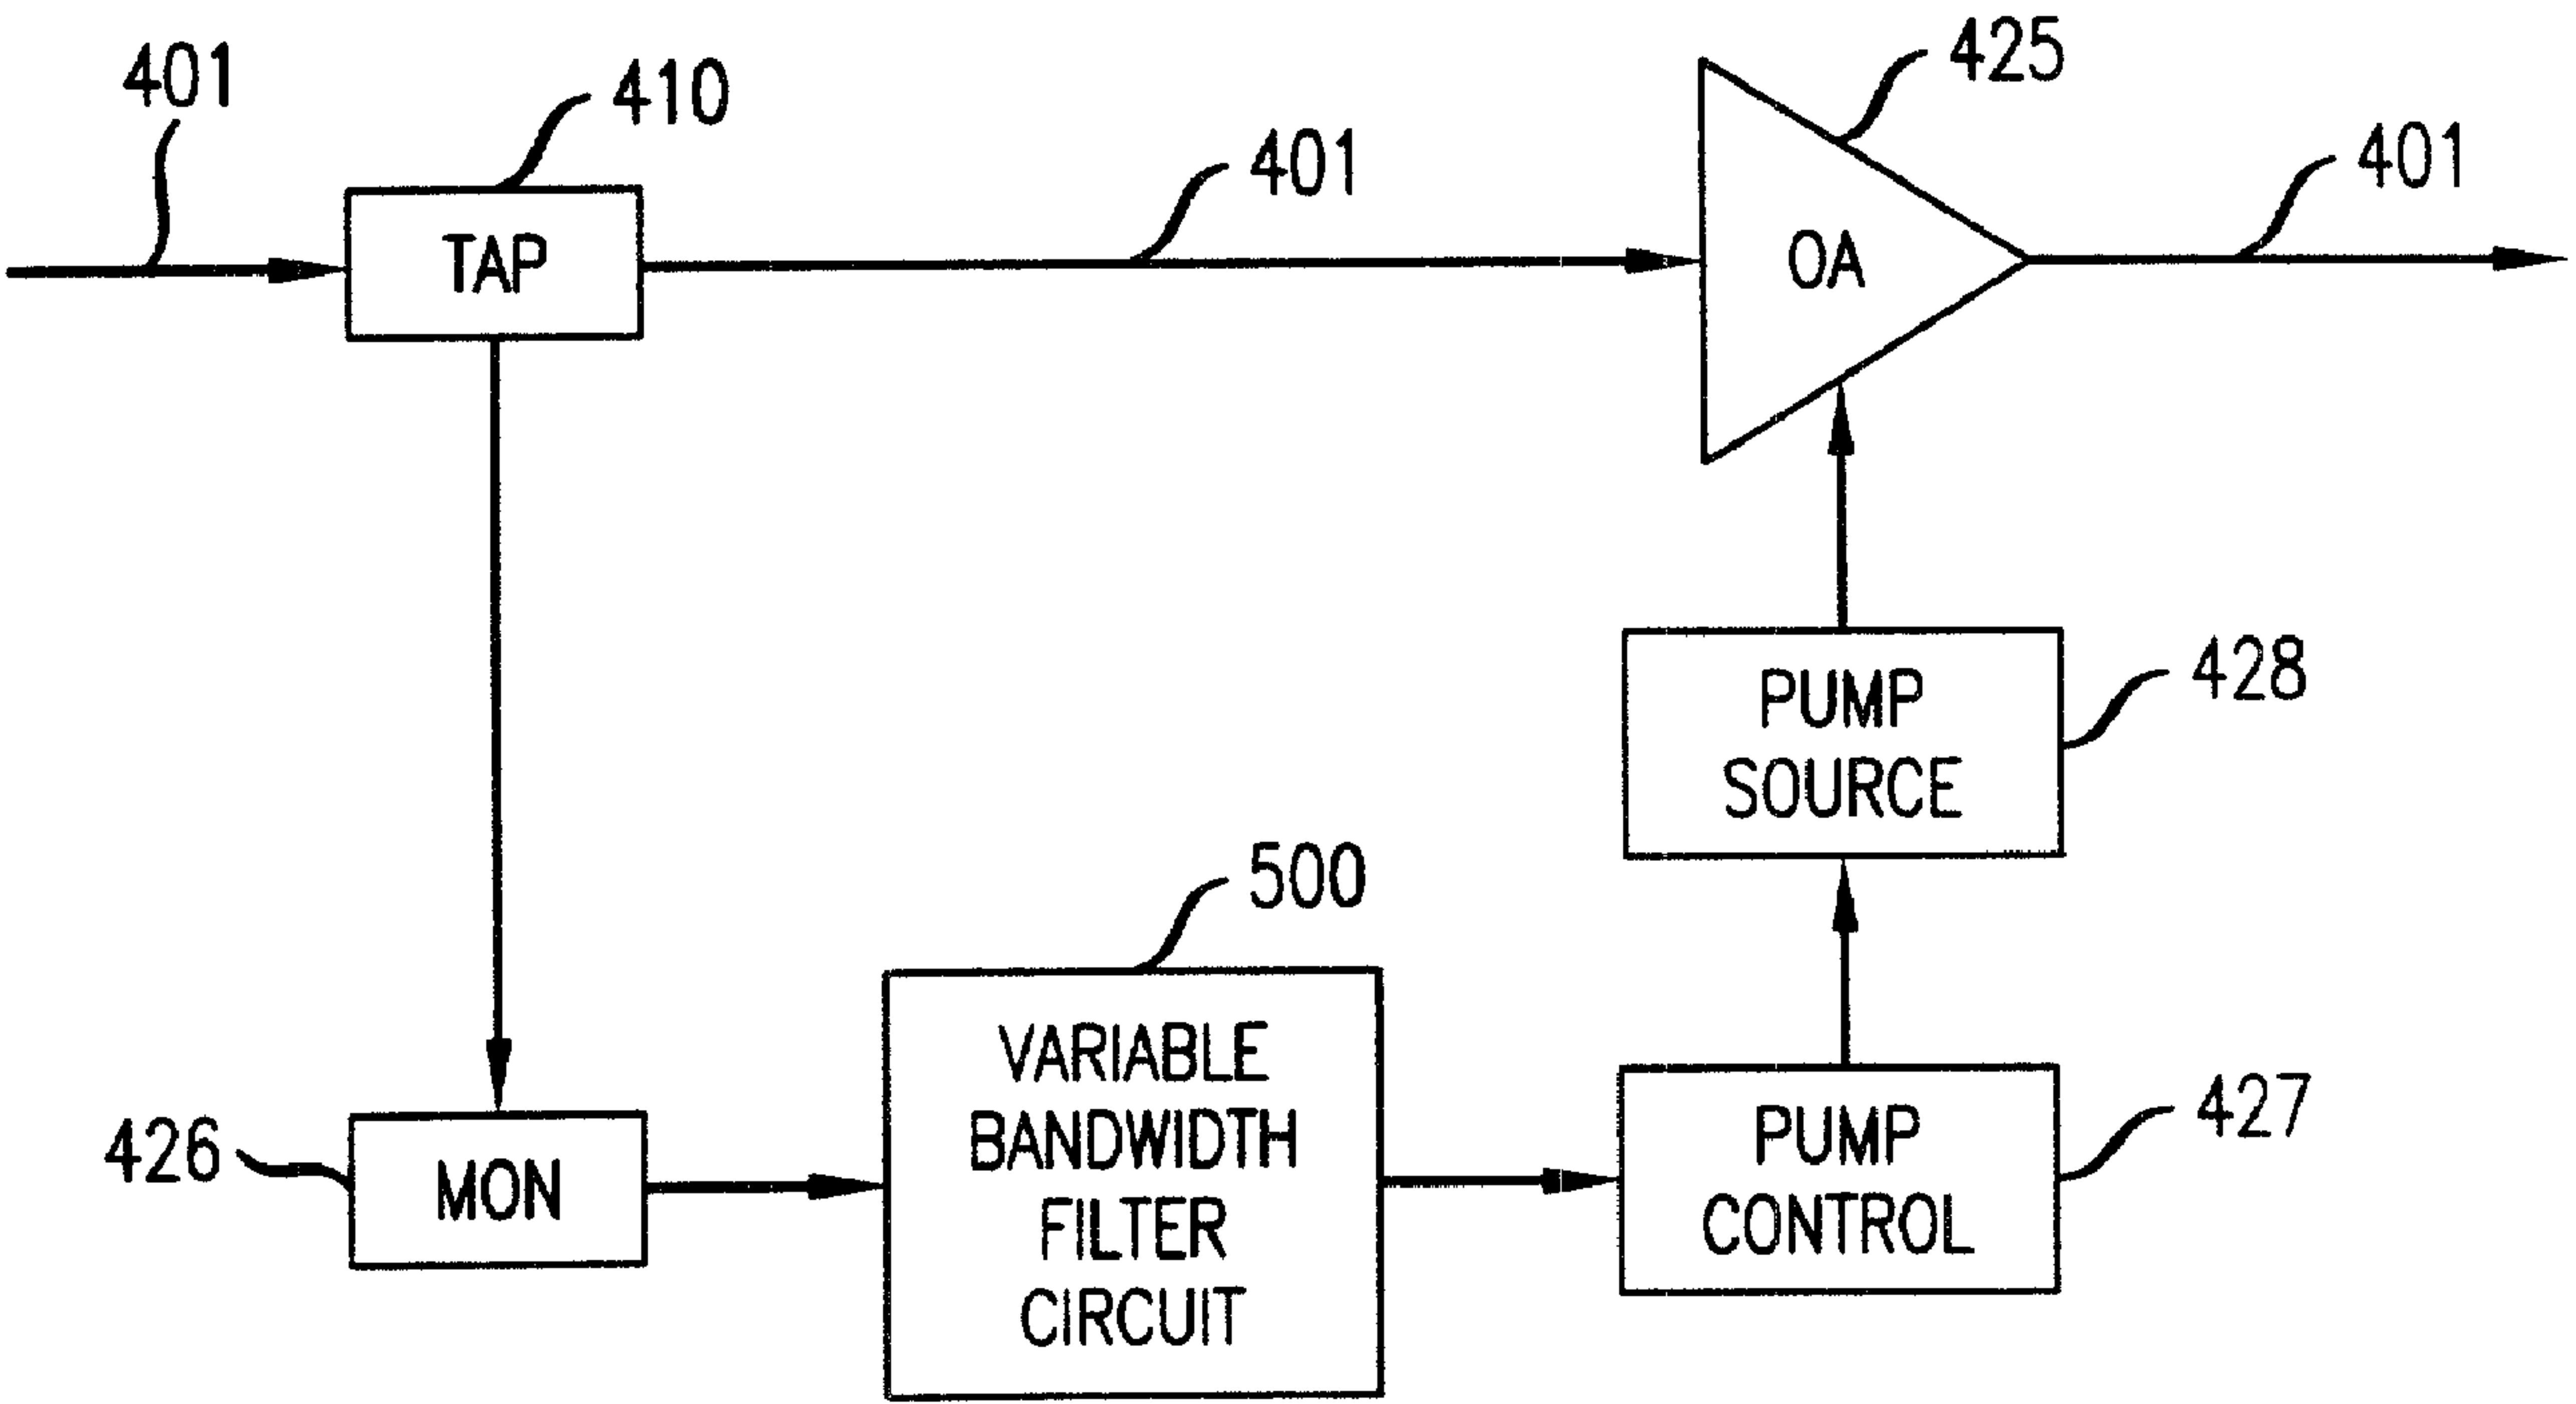 401
410
401
425
401
TAP
OA
PUMP
SOURCE
428
500
426
MON
VARIABLE
BANDWIDTH
FILTER
CIRCUIT
PUMP
CONTROL
427